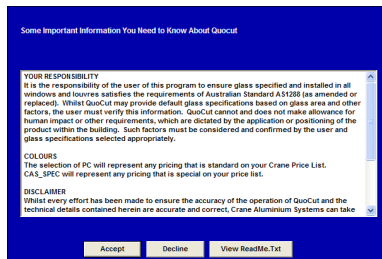 Some Important Information You Need to Know About Quocut
YOUR RESPONSIBILITY
It is the responsibility of the user of this program to ensure glass specified and installed in all
windows and louvres satisfies the requirements of Australian Standard AS1288 (as amended or
replaced). Whilst QuoCut may provide default glass specifications based on glass area and other
factors, the user must verify this information. QuoCut cannot and does not make allowance for
human impact or other requirements, which are dictated by the application or positioning of the
product within the building. Such factors must be considered and confirmed by the user and
glass specifications selected appropriately.
COLOURS
The selection of PC will represent any pricing that is standard on your Crane Price List.
CAS_SPEC will represent any pricing that is special on your price list.
DISCLAIMER
Whilst every effort has been made to ensure the accuracy of the operation of QuoCut and the
technical details contained herein are accurate and correct, Crane Aluminium Systems can take
Accept Decline View ReadMe.Txt